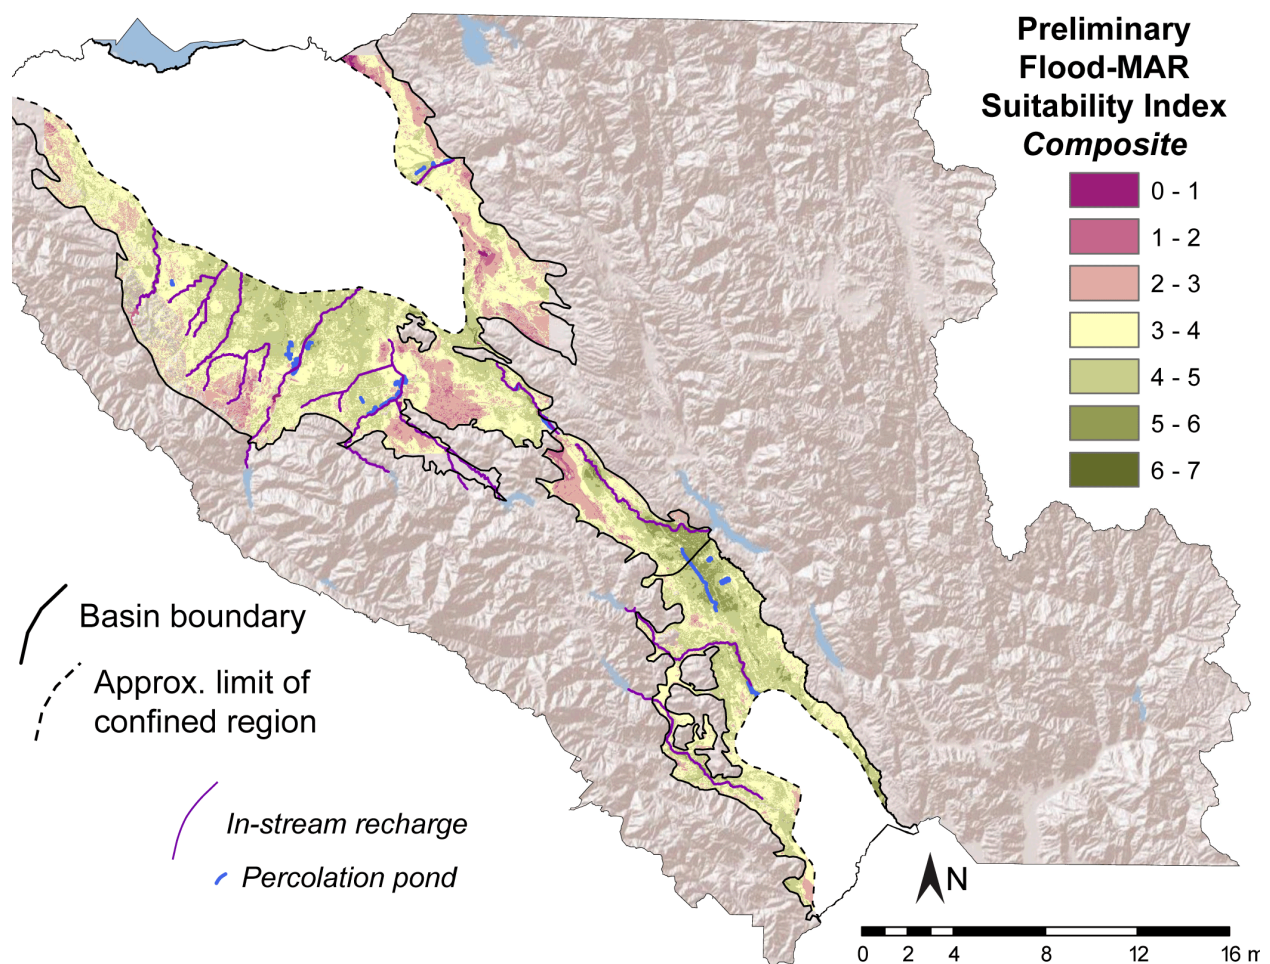 Preliminary
Flood-MAR
Suitability Index
Composite
0 - 1
1 - 2
2 - 3
3 - 4
4 - 5
5 - 6
6 - 7
Basin boundary
Approx. limit of
confined region
In-stream recharge
Percolation pond
N
0 2 4 8 12 16 m